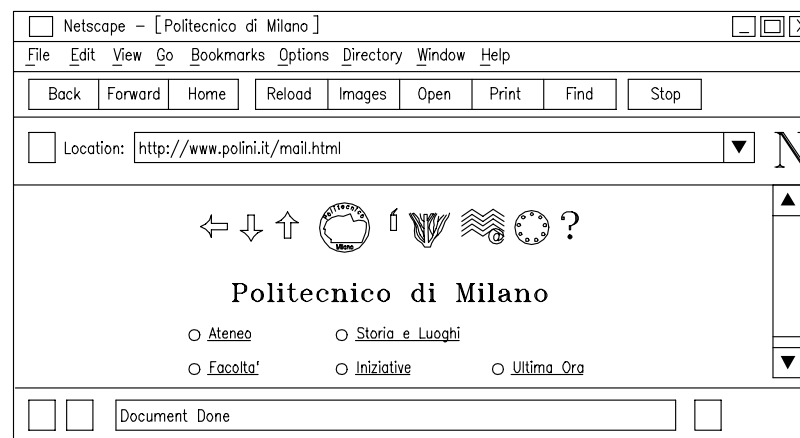 Netscape - [Politecnico di Milano]
File Edit View Go Bookmarks Options Directory Window Help
Back Forward Home Reload Images Open Print Find Stop
Location: http://www.polini.it/mail.html
N
Politecnico
Milano
@ ?
Politecnico di Milano
Ateneo Storia e Luoghi
Facolta' Iniziative Ultima Ora
Document Done